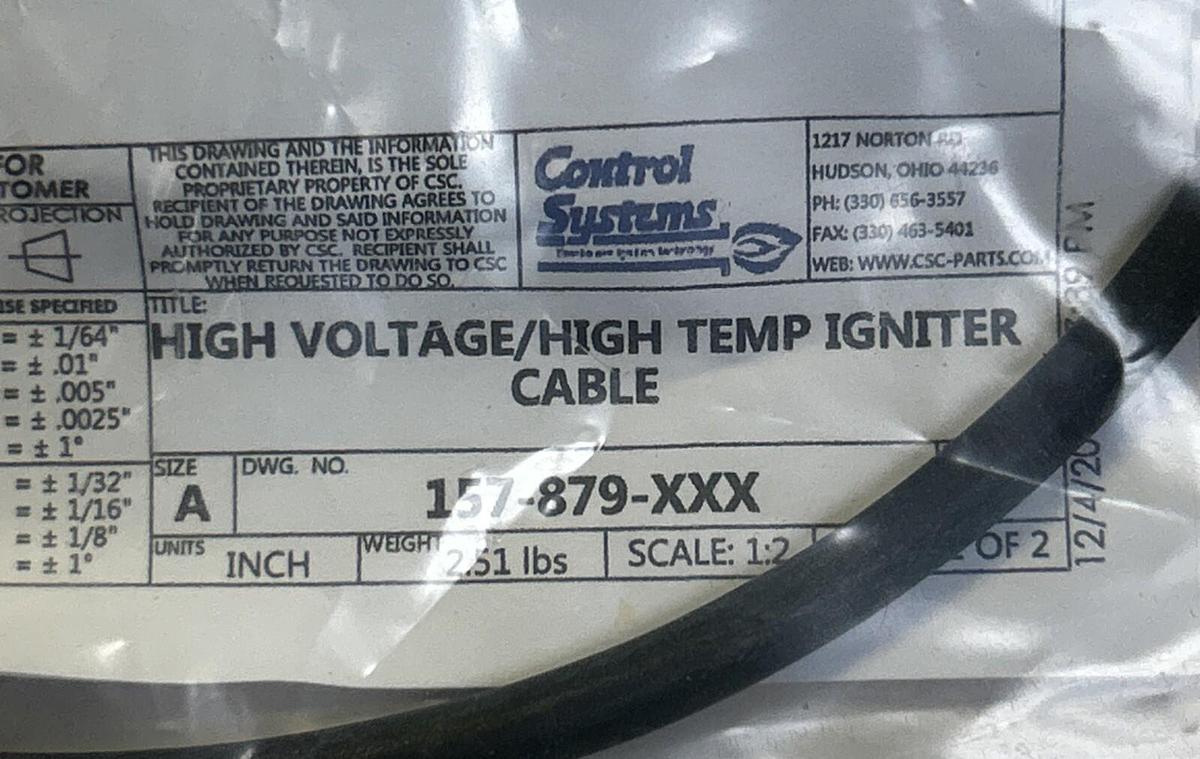 FOR
TOMER
ROJECTION
THIS DRAWING AND THE INFORMATION
CONTAINED THEREIN, IS THE SOLE
PROPRIETARY PROPERTY OF CSC.
RECIPIENT OF THE DRAWING AGREES TO
HOLD DRAWING AND SAID INFORMATION
FOR ANY PURPOSE NOT EXPRESSLY
AUTHORIZED BY CSC. RECIPIENT SHALL
PROMPTLY RETURN THE DRAWING TO CSC
WHEN REQUESTED TO DO SO.
Control
Systems
1217 NORTON RD.
HUDSON, OHIO 44236
PH: (330) 656-3557
FAX: (330) 463-5401
WEB: WWW.CSC-PARTS.COM
ISE SPECIFIED
= ± 1/64"
= ± .01"
= ± .005"
= ± .0025"
= ± 1°
= ± 1/32"
= ± 1/16"
= ± 1/8"
= ± 1°
TITLE:
HIGH VOLTAGE/HIGH TEMP IGNITER
CABLE
SIZE
A
DWG. NO.
157-879-XXX
UNITS
INCH
WEIGHT
2.51 lbs
SCALE: 1:2
OF 2
12/4/20
PM